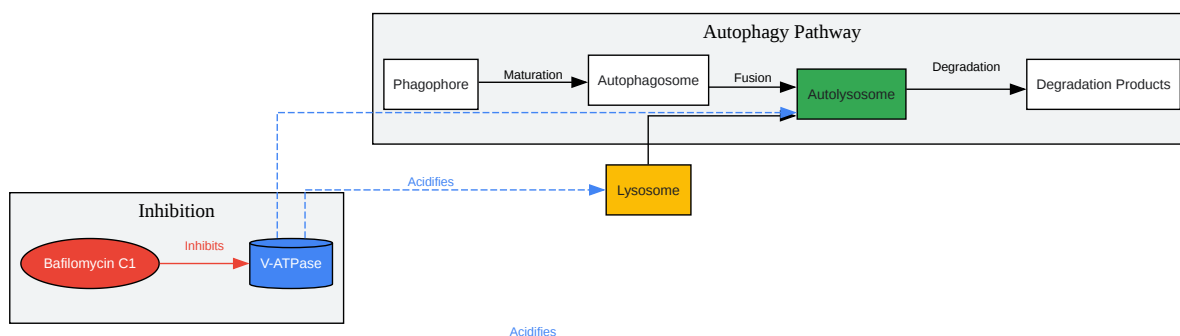 Autophagy Pathway
Phagophore
Maturation
Autophagosome
Fusion
Autolysosome
Degradation
Degradation Products
Acidifies
Lysosome
Inhibition
Bafilomycin C1
Inhibits
V-ATPase
Acidifies